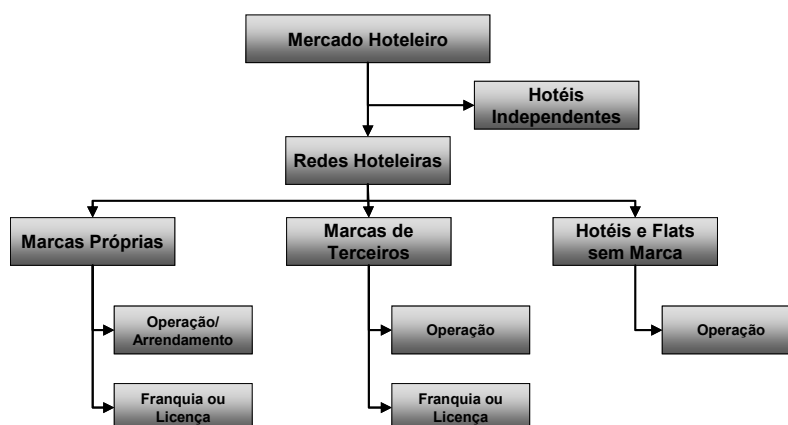 Mercado Hoteleiro
Hotéis
Independentes
Redes Hoteleiras
Marcas Próprias
Marcas de
Terceiros
Hotéis e Flats
sem Marca
Operação/
Arrendamento
Operação
Operação
Franquia ou
Licença
Franquia ou
Licença